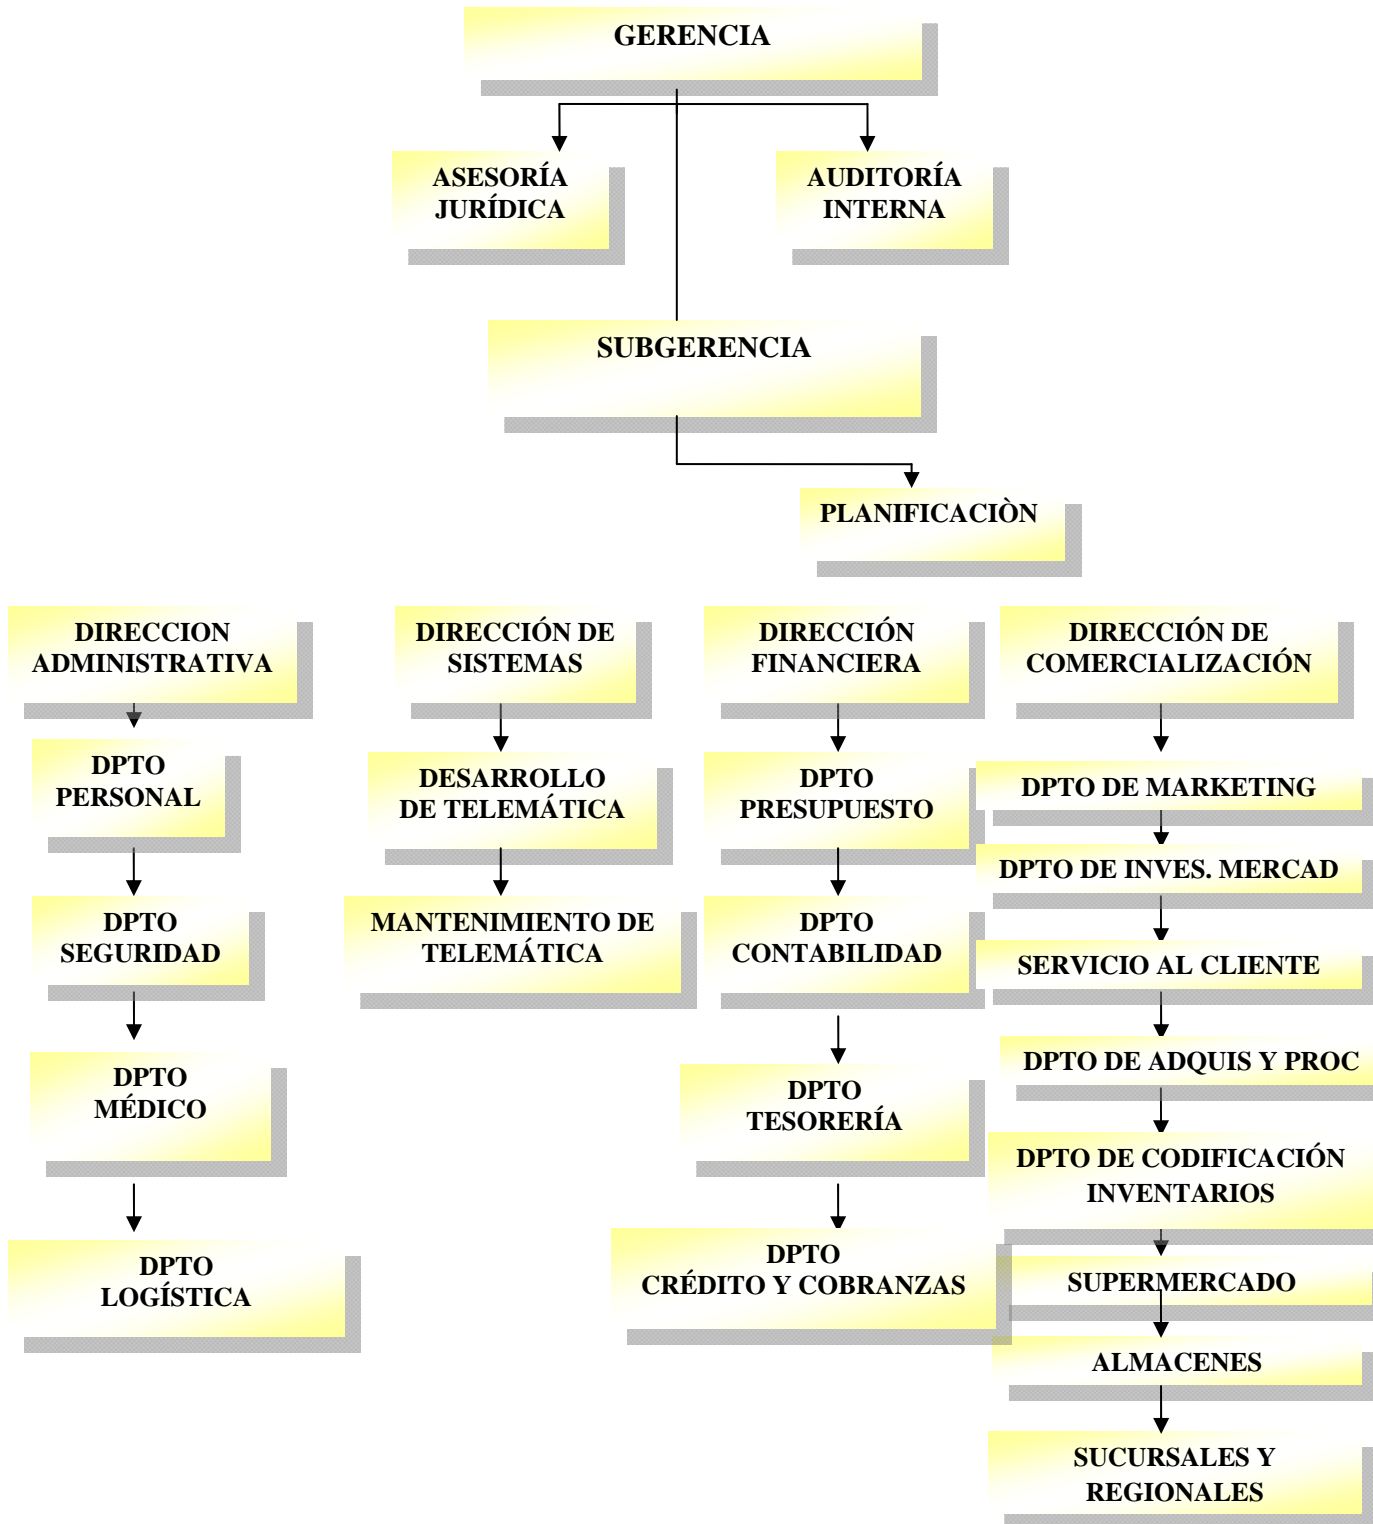 GERENCIA
ASESORÍA
JURÍDICA
AUDITORÍA
INTERNA
SUBGERENCIA
PLANIFICACIÒN
DIRECCION
ADMINISTRATIVA
DPTO
PERSONAL
DPTO
SEGURIDAD
DPTO
MÉDICO
DPTO
LOGÍSTICA
DIRECCIÓN DE
SISTEMAS
DESARROLLO
DE TELEMÁTICA
MANTENIMIENTO DE
TELEMÁTICA
DIRECCIÓN
FINANCIERA
DPTO
PRESUPUESTO
DPTO
CONTABILIDAD
DPTO
TESORERÍA
DPTO
CRÉDITO Y COBRANZAS
DIRECCIÓN DE
COMERCIALIZACIÓN
DPTO DE MARKETING
DPTO DE INVES. MERCAD
SERVICIO AL CLIENTE
DPTO DE ADQUIS Y PROC
DPTO DE CODIFICACIÓN
INVENTARIOS
SUPERMERCADO
ALMACENES
SUCURSALES Y
REGIONALES